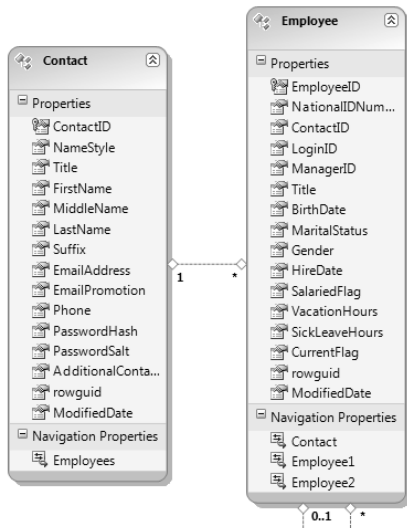 Contact
Properties
ContactID
NameStyle
Title
FirstName
MiddleName
LastName
Suffix
EmailAddress
EmailPromotion
Phone
PasswordHash
PasswordSalt
AdditionalConta...
rowguid
ModifiedDate
Navigation Properties
Employees
1
*
Employee
Properties
EmployeeID
NationalIDNum...
ContactID
LoginID
ManagerID
Title
BirthDate
MaritalStatus
Gender
HireDate
SalariedFlag
VacationHours
SickLeaveHours
CurrentFlag
rowguid
ModifiedDate
Navigation Properties
Contact
Employee1
Employee2
0..1
*